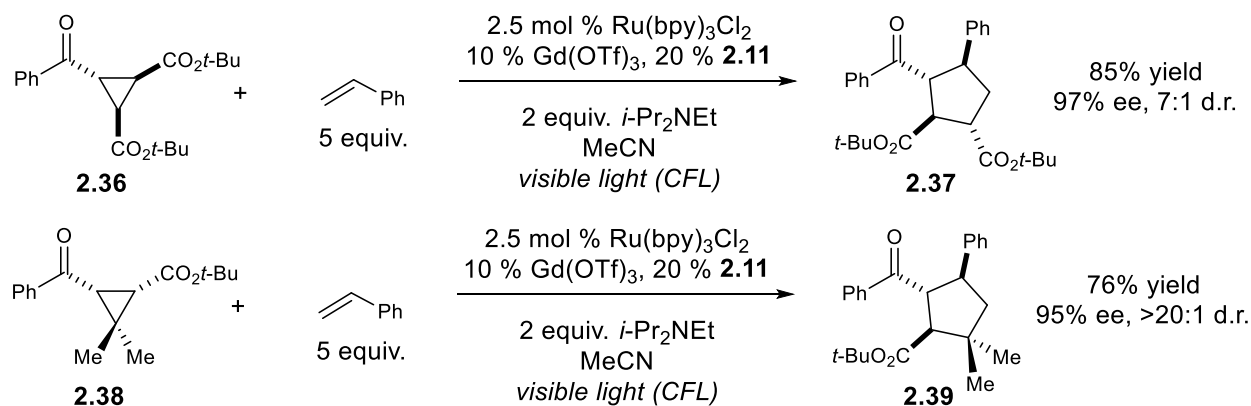 O
Ph
CO2t-Bu
CO2t-Bu
2.36
+
Ph
5 equiv.
2.5 mol % Ru(bpy)3Cl2
10 % Gd(OTf)3, 20 % 2.11
2 equiv. i-Pr2NEt
MeCN
visible light (CFL)
O
Ph
Ph
t-BuO2C
CO2t-Bu
2.37
85% yield
97% ee, 7:1 d.r.
O
Ph
CO2t-Bu
Me
Me
2.38
+
Ph
5 equiv.
2.5 mol % Ru(bpy)3Cl2
10 % Gd(OTf)3, 20 % 2.11
2 equiv. i-Pr2NEt
MeCN
visible light (CFL)
O
Ph
Ph
t-BuO2C
Me
Me
2.39
76% yield
95% ee, >20:1 d.r.